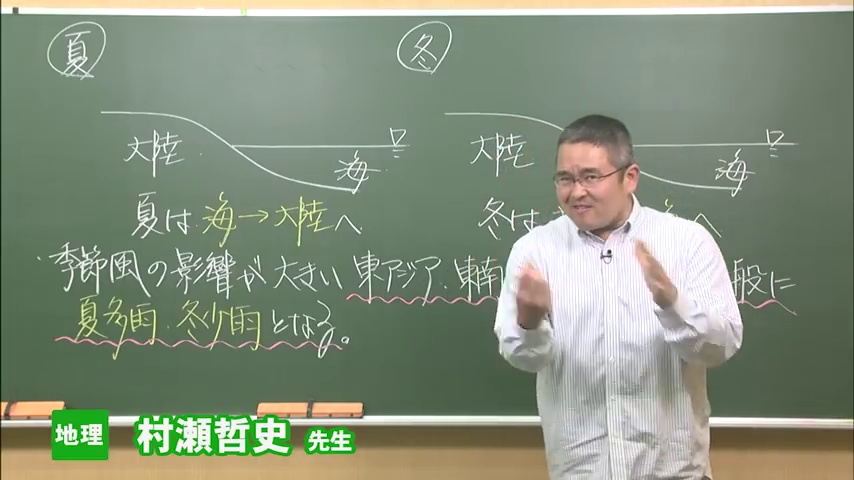 夏
冬
大陸
海
大陸
海
夏は 海→大陸へ
冬は
へ
季節風の影響が大きい 東アジア・東南
般に
夏多雨・冬少雨となる。
地理 村瀬哲史 先生